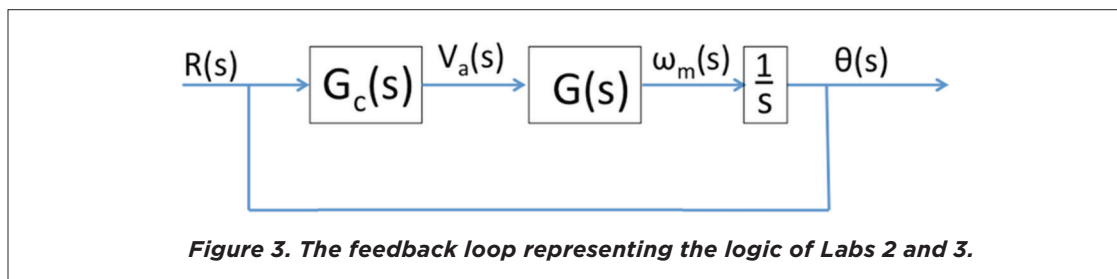 R(s)
G_c(s)
V_a(s)
G(s)
ω_m(s)
1
s
θ(s)
Figure 3. The feedback loop representing the logic of Labs 2 and 3.